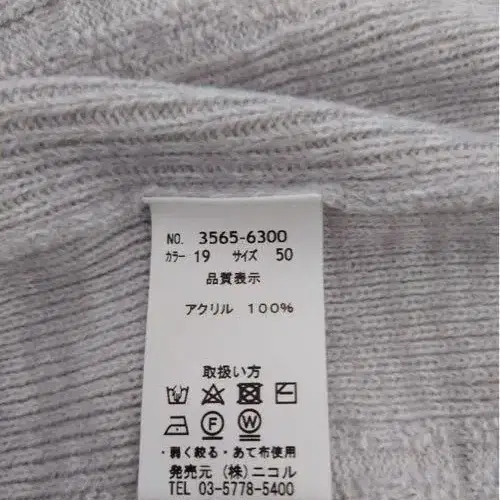 NO. 3565-6300
カラー 19 サイズ 50
品質表示
アクリル 100%
取扱い方
F W
・弱く絞る・あて布使用
発売元 (株)ニコル
TEL 03-5778-5400